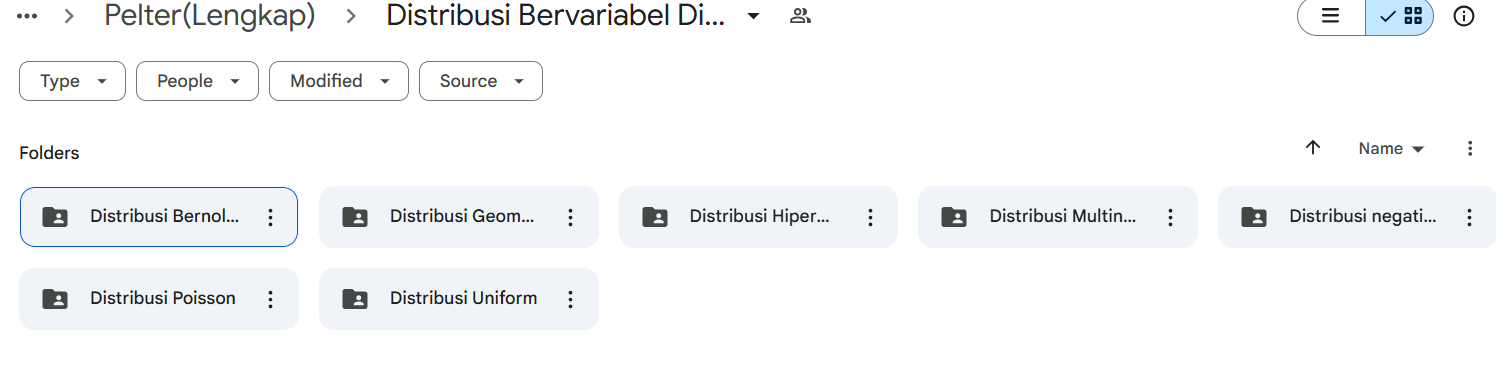 Pelter(Lengkap) > Distribusi Bervariabel Di...
Type People Modified Source
Folders Name
Distribusi Bernol... Distribusi Geom... Distribusi Hiper... Distribusi Multin... Distribusi negati...
Distribusi Poisson Distribusi Uniform